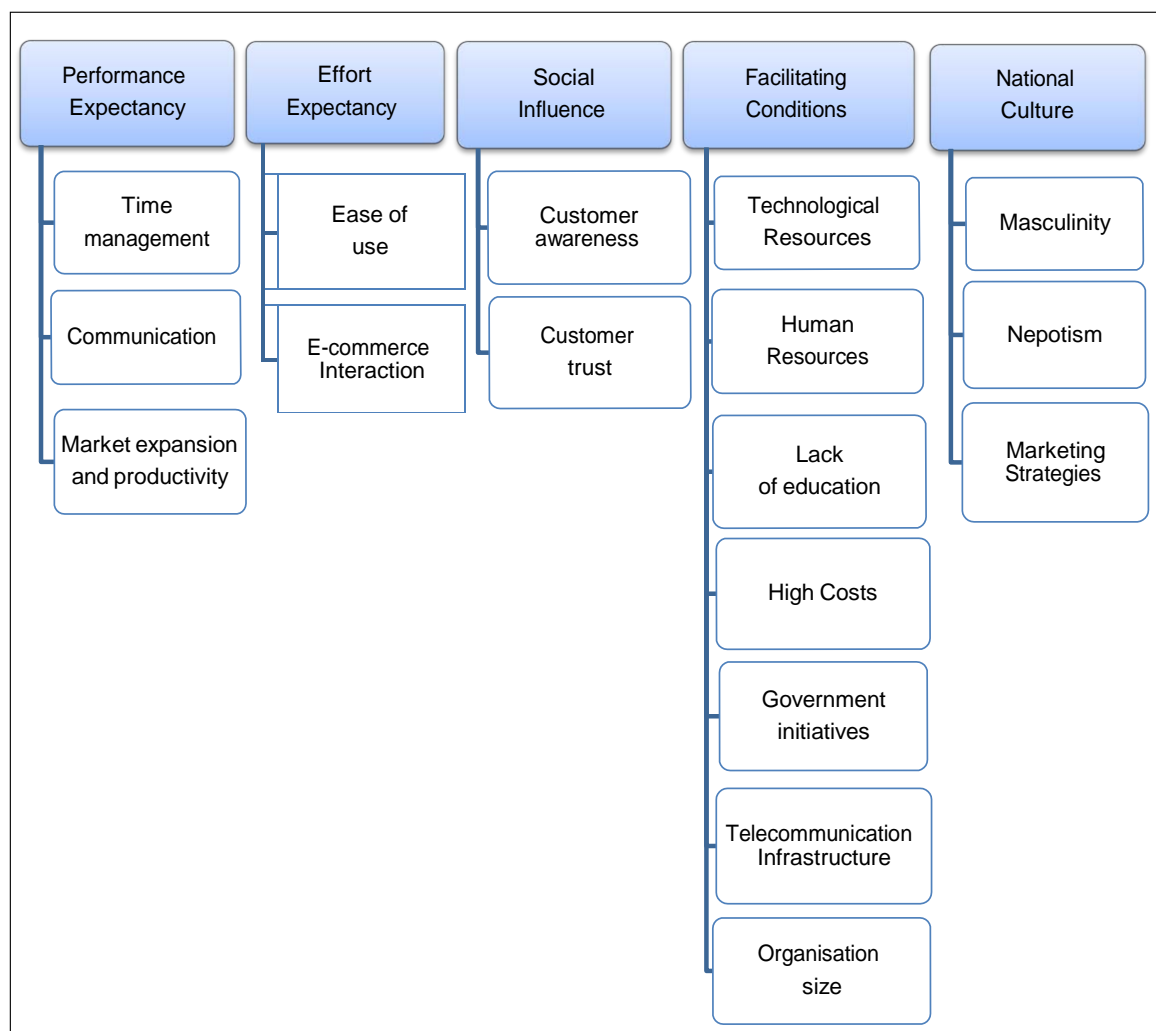 Performance
Expectancy
Time
management
Communication
Market expansion
and productivity
Effort
Expectancy
Ease of
use
E-commerce
Interaction
Social
Influence
Customer
awareness
Customer
trust
Facilitating
Conditions
Technological
Resources
Human
Resources
Lack
of education
High Costs
Government
initiatives
Telecommunication
Infrastructure
Organisation
size
National
Culture
Masculinity
Nepotism
Marketing
Strategies